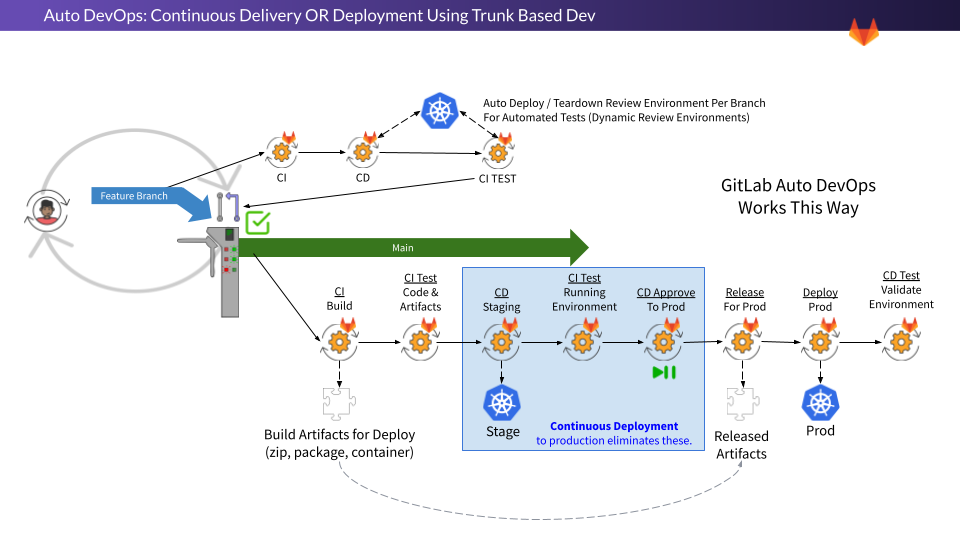 Auto DevOps: Continuous Delivery OR Deployment Using Trunk Based Dev
Auto Deploy / Teardown Review Environment Per Branch
For Automated Tests (Dynamic Review Environments)
CI
CD
CI TEST
Feature Branch
GitLab Auto DevOps
Works This Way
Main
CI
Build
CI Test
Code &
Artifacts
CD
Staging
CI Test
Running
Environment
CD Approve
To Prod
Release
For Prod
Deploy
Prod
CD Test
Validate
Environment
Build Artifacts for Deploy
(zip, package, container)
Stage
Continuous Deployment
to production eliminates these.
Released
Artifacts
Prod